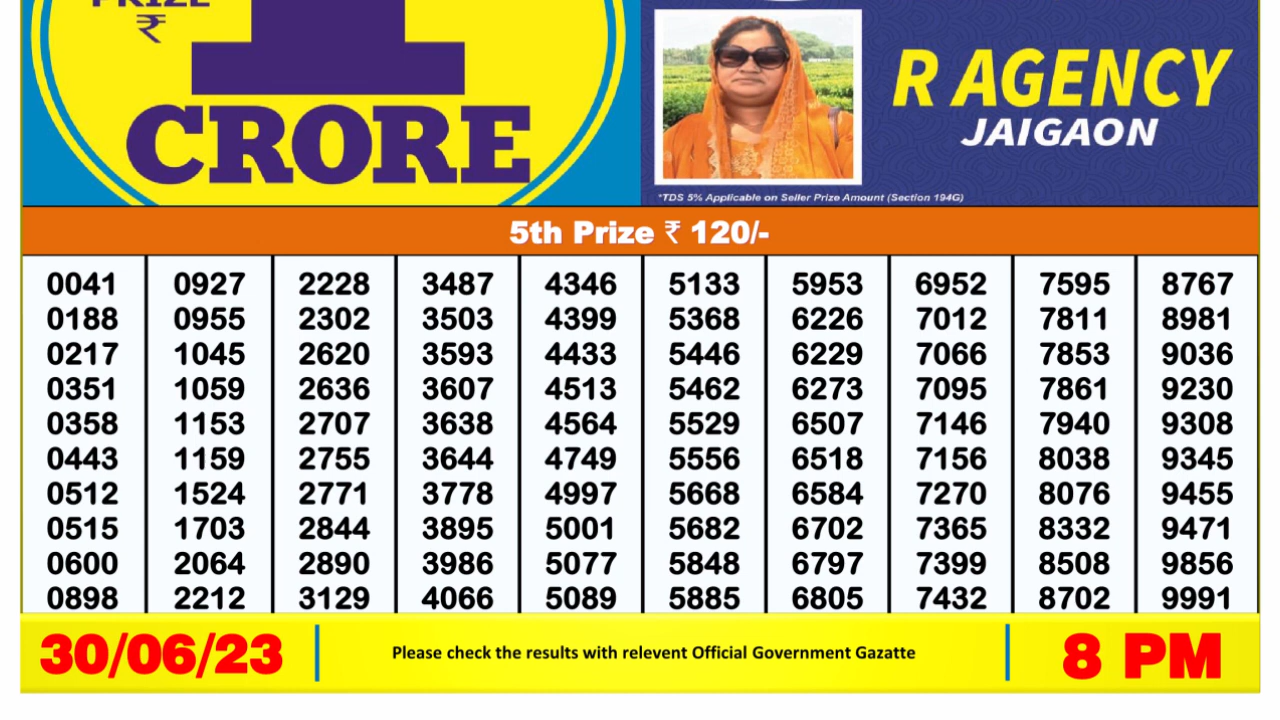 PRIZE
₹
1
CRORE
R AGENCY
JAIGAON
*TDS 5% Applicable on Seller Prize Amount (Section 194G)
5th Prize ₹ 120/-
0041 0927 2228 3487 4346 5133 5953 6952 7595 8767
0188 0955 2302 3503 4399 5368 6226 7012 7811 8981
0217 1045 2620 3593 4433 5446 6229 7066 7853 9036
0351 1059 2636 3607 4513 5462 6273 7095 7861 9230
0358 1153 2707 3638 4564 5529 6507 7146 7940 9308
0443 1159 2755 3644 4749 5556 6518 7156 8038 9345
0512 1524 2771 3778 4997 5668 6584 7270 8076 9455
0515 1703 2844 3895 5001 5682 6702 7365 8332 9471
0600 2064 2890 3986 5077 5848 6797 7399 8508 9856
0898 2212 3129 4066 5089 5885 6805 7432 8702 9991
30/06/23
Please check the results with relevent Official Government Gazatte
8 PM